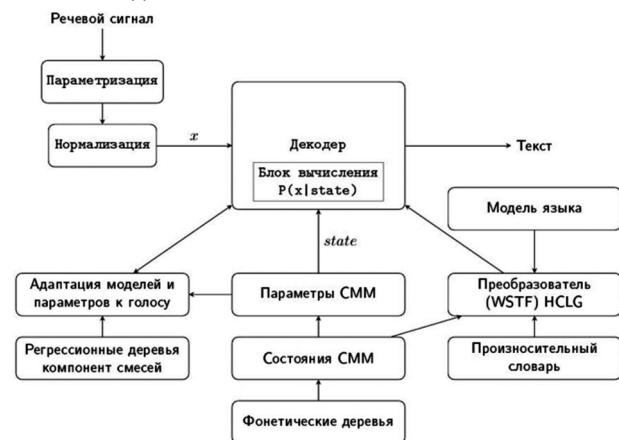 Речевой сигнал
Параметризация
Нормализация
x
Декодер
Блок вычисления
P(x|state)
Текст
Модель языка
state
Адаптация моделей и
параметров к голосу
Параметры СММ
Преобразователь
(WSTF) HCLG
Регрессионные деревья
компонент смесей
Состояния СММ
Произносительный
словарь
Фонетические деревья